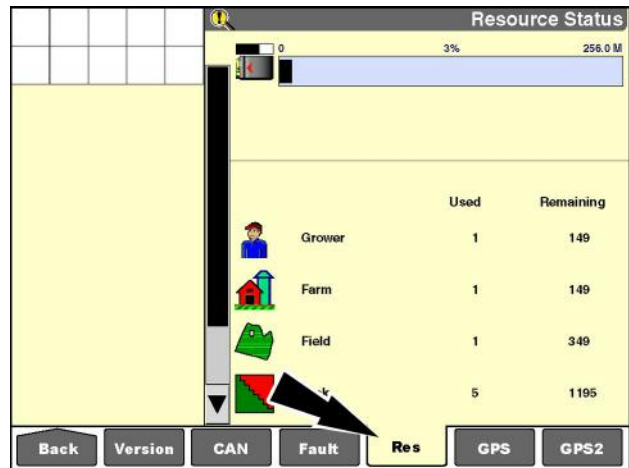 Resource Status
0 3% 256.0 M
Used Remaining
Grower 1 149
Farm 1 149
Field 1 349
5 1195
Back Version CAN Fault Res GPS GPS2